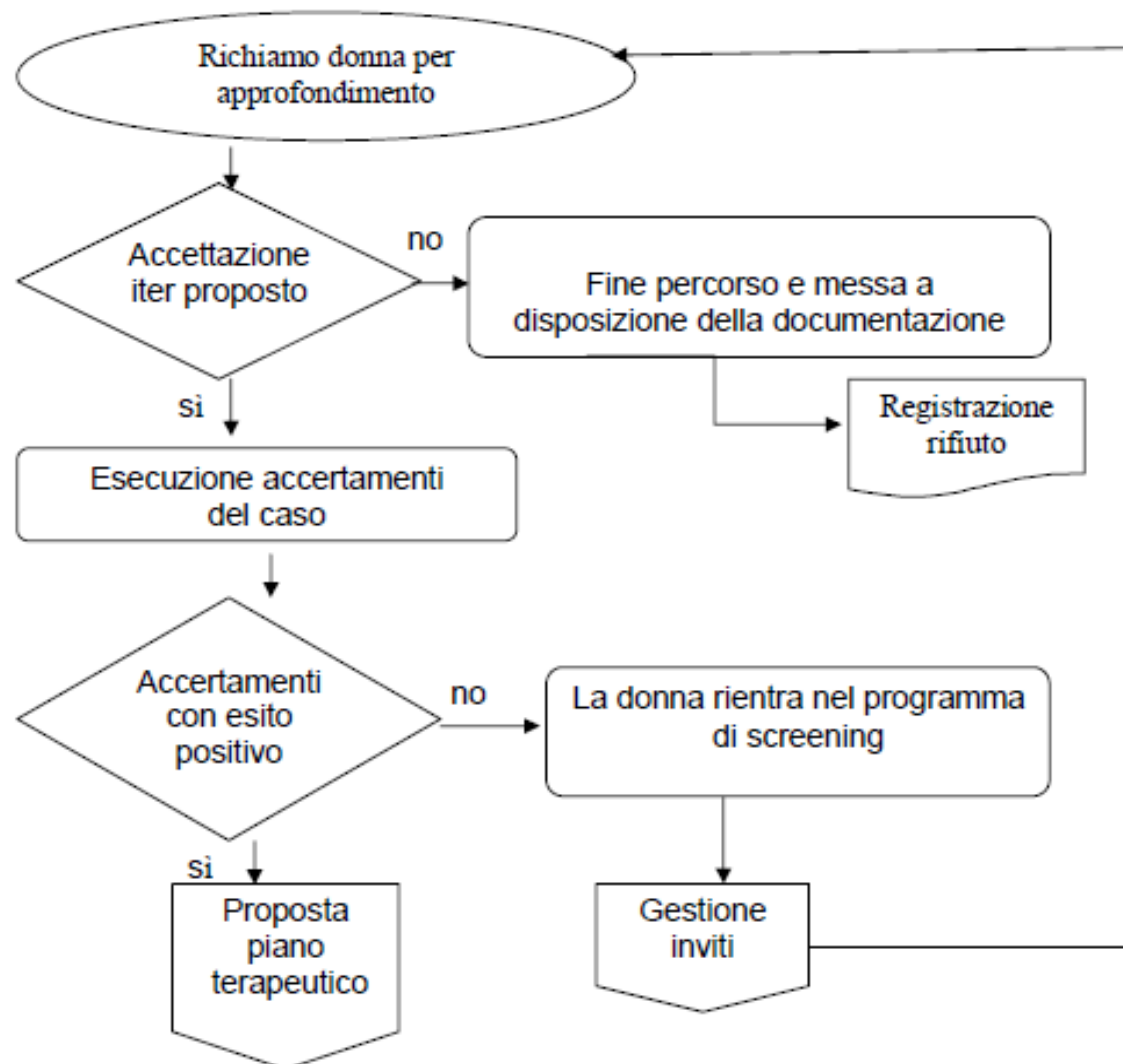 Richiamo donna per
approfondimento
Accettazione
iter proposto
no
Fine percorso e messa a
disposizione della documentazione
sì
Registrazione
rifiuto
Esecuzione accertamenti
del caso
Accertamenti
con esito
positivo
no
La donna rientra nel programma
di screening
sì
Proposta
piano
terapeutico
Gestione
inviti